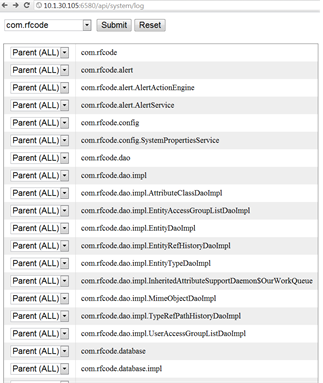 10.1.30.105:6580/api/system/log
com.rfcode Submit Reset
Parent (ALL) com.rfcode
Parent (ALL) com.rfcode.alert
Parent (ALL) com.rfcode.alert.AlertActionEngine
Parent (ALL) com.rfcode.alert.AlertService
Parent (ALL) com.rfcode.config
Parent (ALL) com.rfcode.config.SystemPropertiesService
Parent (ALL) com.rfcode.dao
Parent (ALL) com.rfcode.dao.impl
Parent (ALL) com.rfcode.dao.impl.AttributeClassDaoImpl
Parent (ALL) com.rfcode.dao.impl.EntityAccessGroupListDaoImpl
Parent (ALL) com.rfcode.dao.impl.EntityDaoImpl
Parent (ALL) com.rfcode.dao.impl.EntityRefHistoryDaoImpl
Parent (ALL) com.rfcode.dao.impl.EntityTypeDaoImpl
Parent (ALL) com.rfcode.dao.impl.InheritedAttributeSupportDaemon$OurWorkQueue
Parent (ALL) com.rfcode.dao.impl.MimeObjectDaoImpl
Parent (ALL) com.rfcode.dao.impl.TypeRefPathHistoryDaoImpl
Parent (ALL) com.rfcode.dao.impl.UserAccessGroupListDaoImpl
Parent (ALL) com.rfcode.database
Parent (ALL) com.rfcode.database.impl